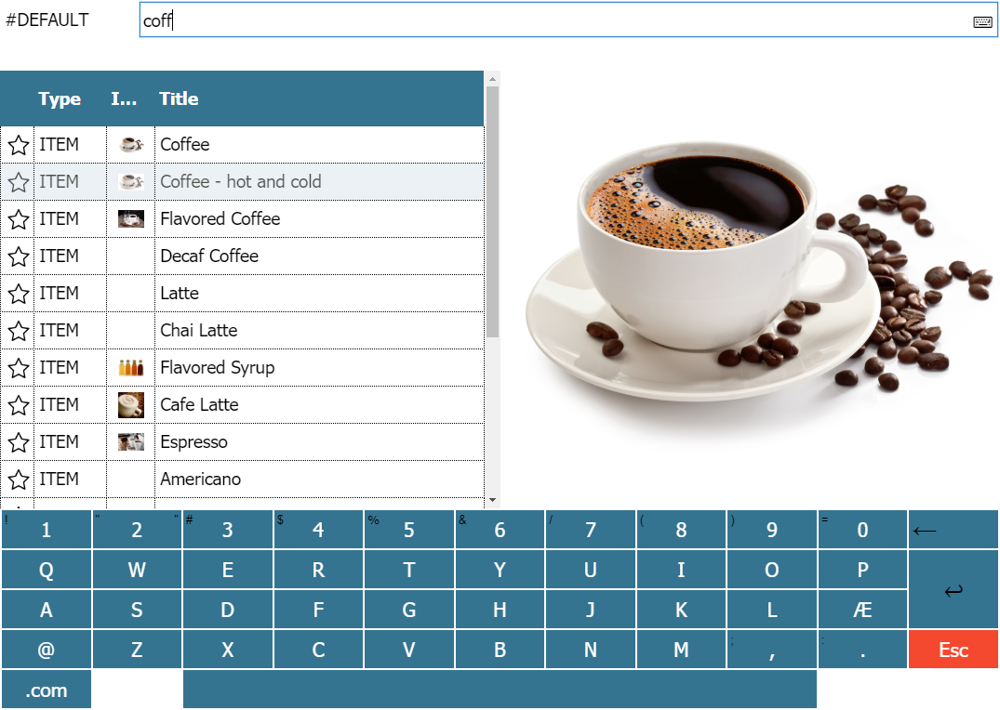 #DEFAULT coff
Type I... Title
ITEM Coffee
ITEM Coffee - hot and cold
ITEM Flavored Coffee
ITEM Decaf Coffee
ITEM Latte
ITEM Chai Latte
ITEM Flavored Syrup
ITEM Cafe Latte
ITEM Espresso
ITEM Americano
! 1 " 2 " # 3 $ 4 % 5 & 6 / 7 ( 8 ) 9 = 0 ←
Q W E R T Y U I O P
A S D F G H J K L Æ ↩
@ Z X C V B N M ; , : . Esc
.com